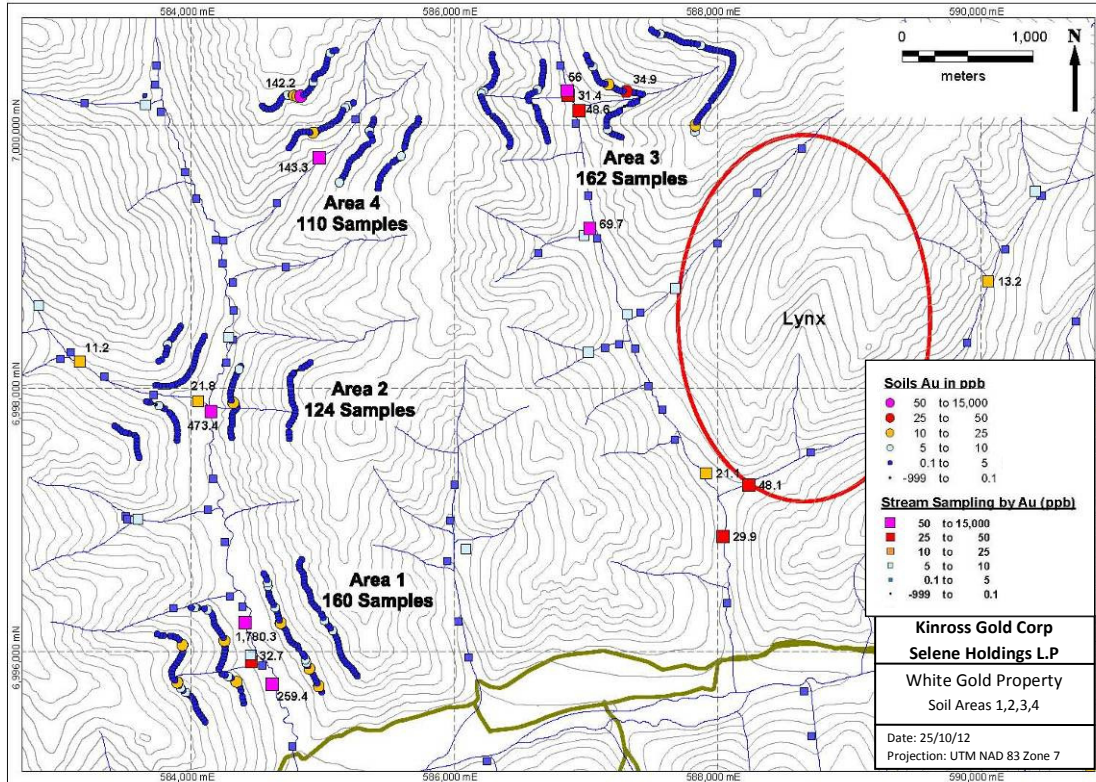 584,000 mE
586,000 mE
588,000 mE
590,000 mE
0 1,000
meters
N
7,000,000 mN
6,998,000 mN
6,996,000 mN
142.2
56
34.9
31.4
48.6
143.3
Area 3
162 Samples
Area 4
110 Samples
69.7
13.2
Lynx
11.2
21.8
473.4
Area 2
124 Samples
21.1
48.1
29.9
Area 1
160 Samples
1,780.3
32.7
259.4
Soils Au in ppb
50 to 15,000
25 to 50
10 to 25
5 to 10
0.1 to 5
-999 to 0.1
Stream Sampling by Au (ppb)
50 to 15,000
25 to 50
10 to 25
5 to 10
0.1 to 5
-999 to 0.1
Kinross Gold Corp
Selene Holdings L.P
White Gold Property
Soil Areas 1,2,3,4
Date: 25/10/12
Projection: UTM NAD 83 Zone 7
584,000 mE
586,000 mE
588,000 mE
590,000 mE